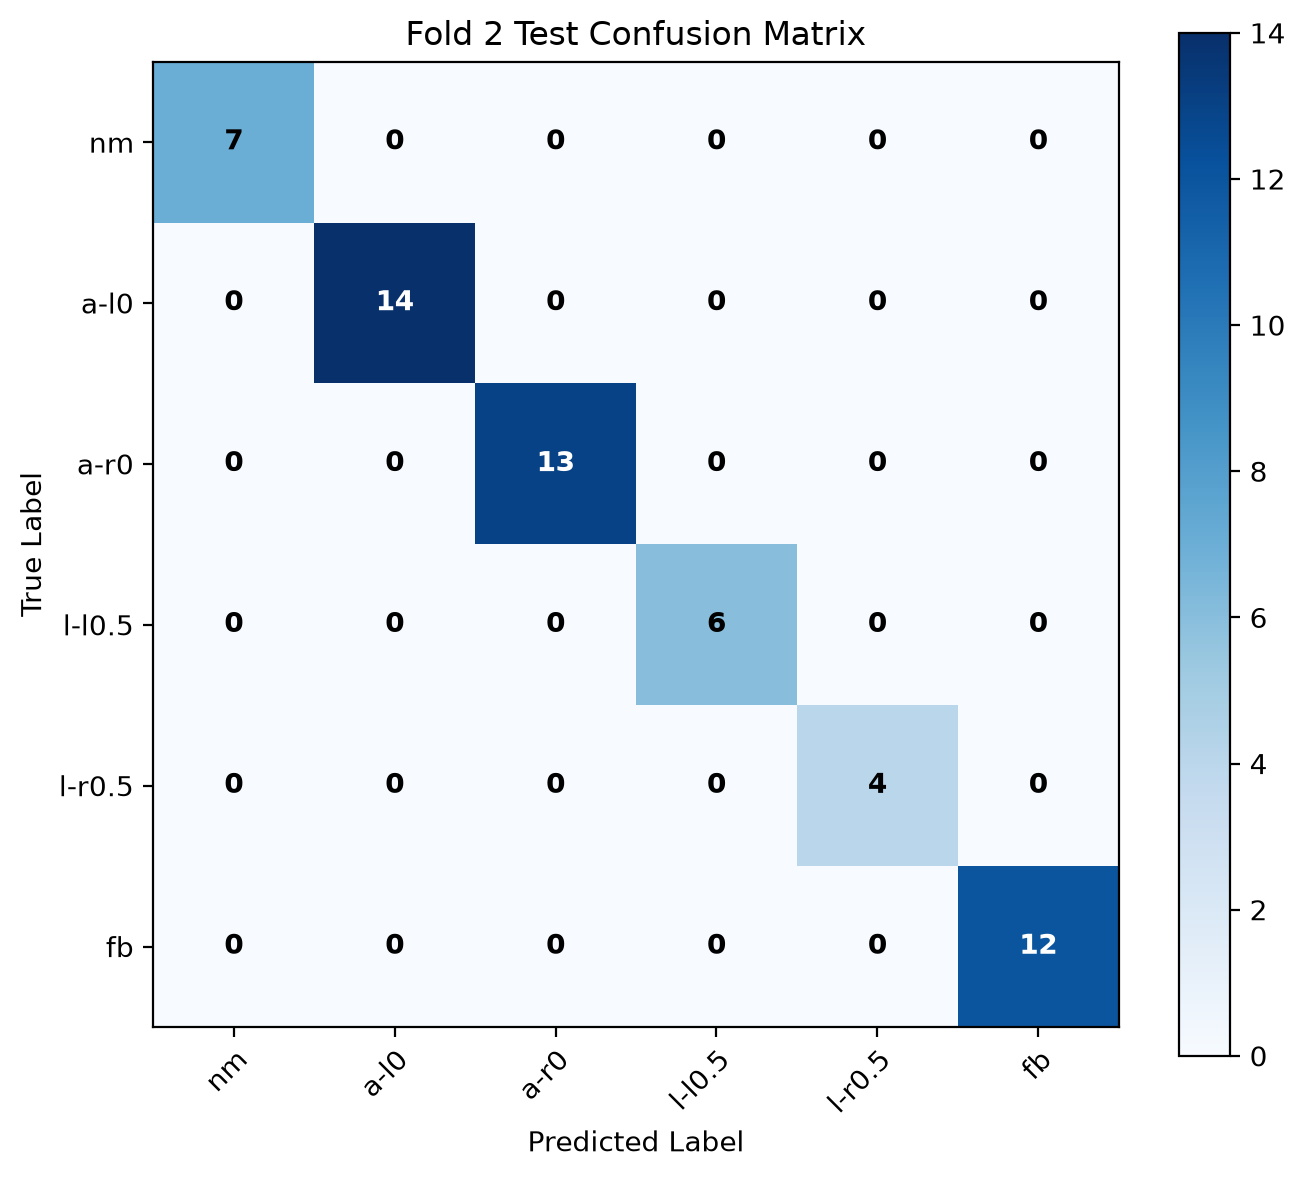 Fold 2 Test Confusion Matrix
nm 7 0 0 0 0 0
a-l0 0 14 0 0 0 0
a-r0 0 0 13 0 0 0
l-l0.5 0 0 0 6 0 0
l-r0.5 0 0 0 0 4 0
fb 0 0 0 0 0 12
nm a-l0 a-r0 l-l0.5 l-r0.5 fb
Predicted Label
True Label
14
12
10
8
6
4
2
0